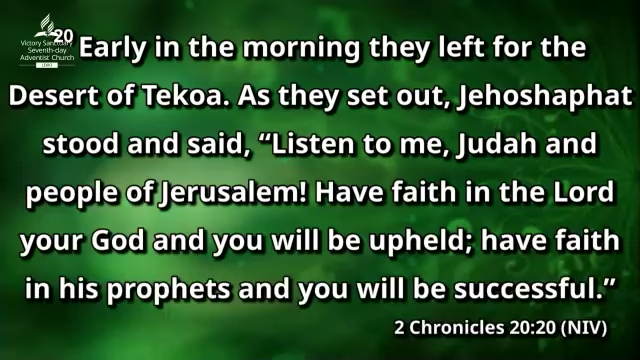 Victory Sanctuary
Seventh-day
Adventist Church
20 Early in the morning they left for the
Desert of Tekoa. As they set out, Jehoshaphat
stood and said, “Listen to me, Judah and
people of Jerusalem! Have faith in the Lord
your God and you will be upheld; have faith
in his prophets and you will be successful.”
2 Chronicles 20:20 (NIV)